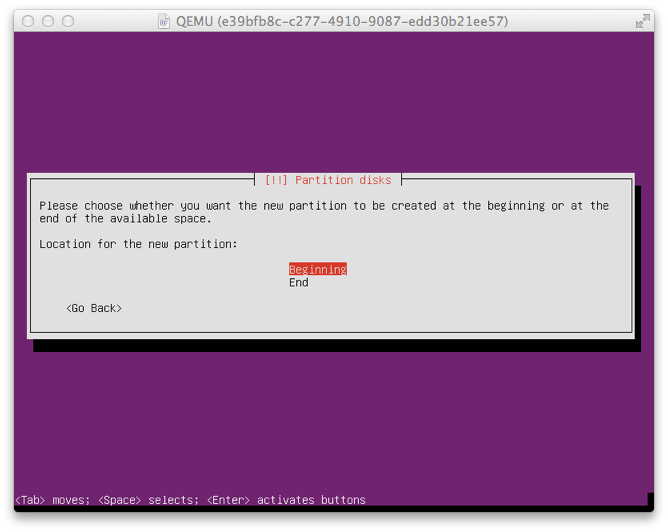 QEMU (e39bfb8c-c277-4910-9087-edd30b21ee57)
[!!] Partition disks
Please choose whether you want the new partition to be created at the beginning or at the
end of the available space.
Location for the new partition:
Beginning
End
<Go Back>
<Tab> moves; <Space> selects; <Enter> activates buttons